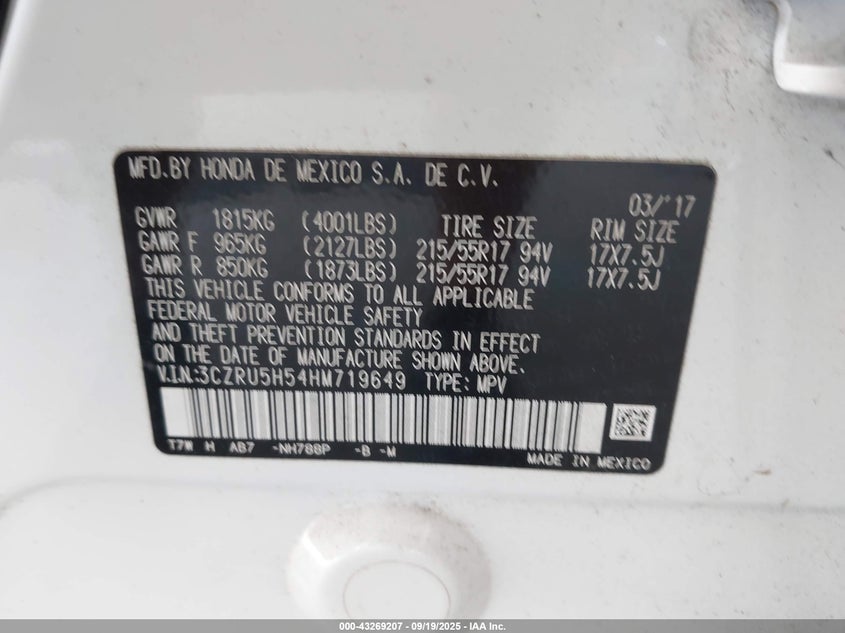 MFD.BY HONDA DE MEXICO S.A. DE C.V.
03/'17
GVWR 1815KG (4001LBS) TIRE SIZE RIM SIZE
GAWR F 965KG (2127LBS) 215/55R17 94V 17X7.5J
GAWR R 850KG (1873LBS) 215/55R17 94V 17X7.5J
THIS VEHICLE CONFORMS TO ALL APPLICABLE
FEDERAL MOTOR VEHICLE SAFETY
AND THEFT PREVENTION STANDARDS IN EFFECT
ON THE DATE OF MANUFACTURE SHOWN ABOVE.
V.I.N:3CZRU5H54HM719649 TYPE: MPV
T7W H AB7 -NH788P -B -M
MADE IN MEXICO
000-43269207 - 09/19/2025 - IAA Inc.